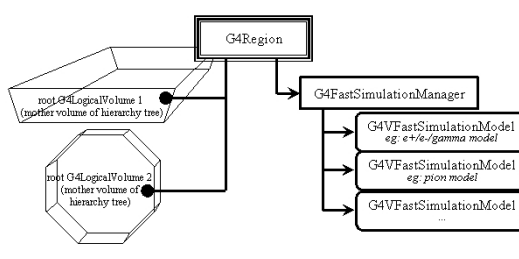 G4Region
root G4LogicalVolume 1
(mother volume of hierarchy tree)
G4FastSimulationManager
G4VFastSimulationModel
eg: e+/e-/gamma model
G4VFastSimulationModel
eg: pion model
root G4LogicalVolume 2
(mother volume of
hierarchy tree)
G4VFastSimulationModel
...